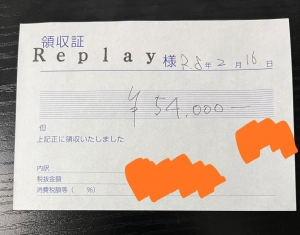 領収証
Replay 様 R8年2月16日
¥54,000－
但
上記正に領収いたしました
内訳
税抜金額
消費税額等（　％）